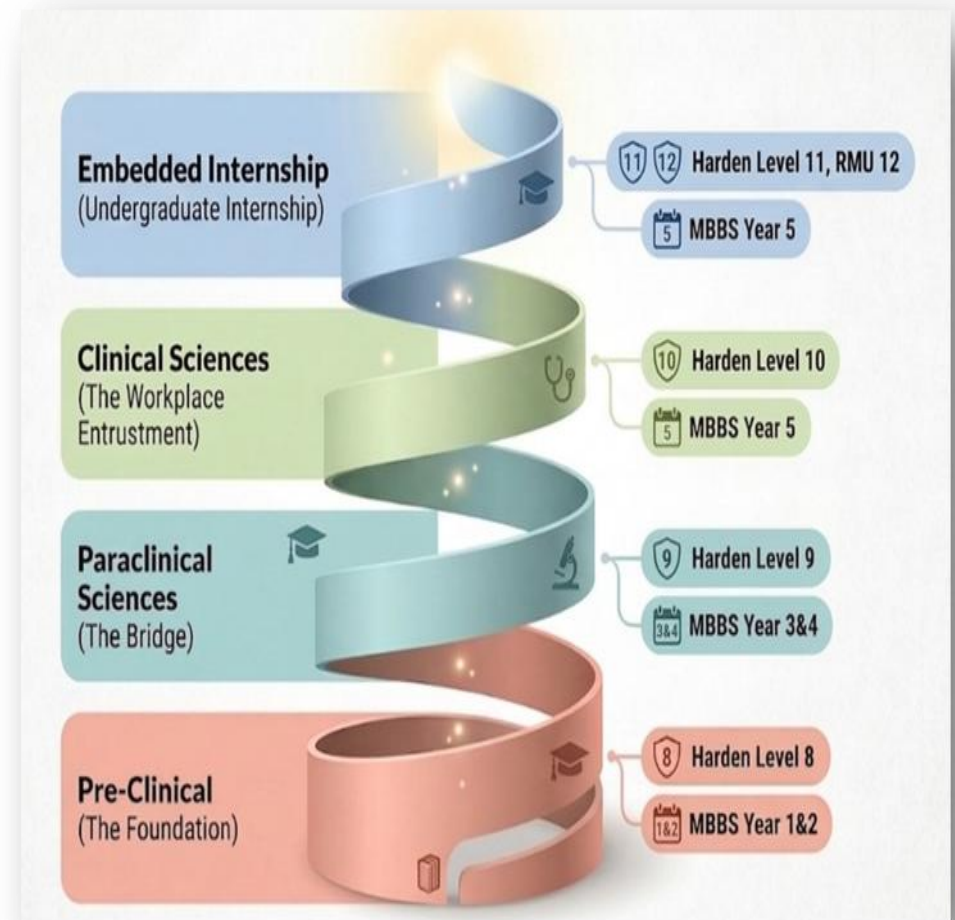 Embedded Internship
(Undergraduate Internship)
11 12 Harden Level 11, RMU 12
5 MBBS Year 5
Clinical Sciences
(The Workplace
Entrustment)
10 Harden Level 10
5 MBBS Year 5
Paraclinical
Sciences
(The Bridge)
9 Harden Level 9
3&4 MBBS Year 3&4
Pre-Clinical
(The Foundation)
8 Harden Level 8
1&2 MBBS Year 1&2